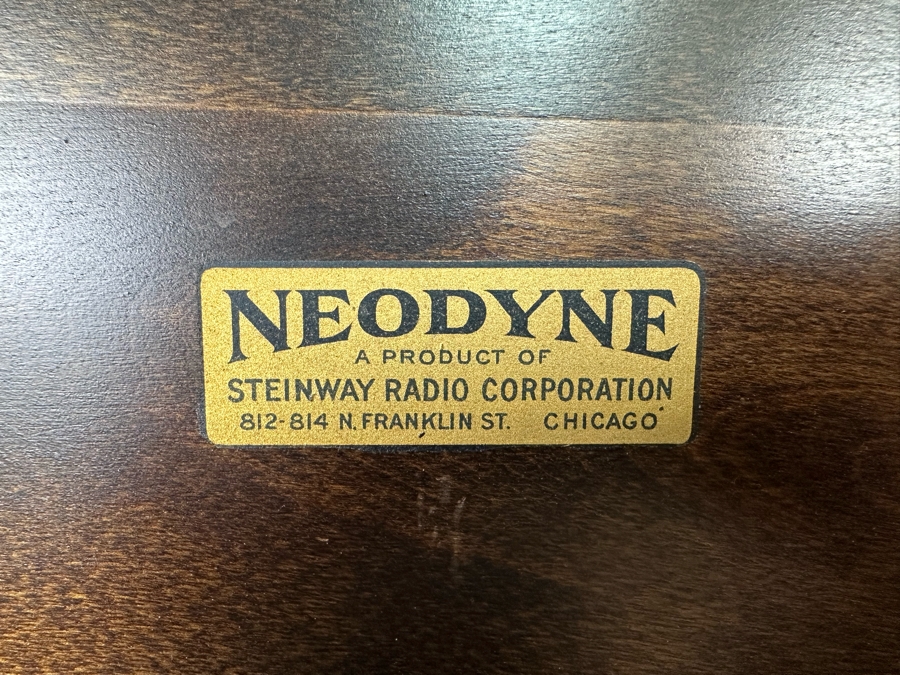 NEODYNE
A PRODUCT OF
STEINWAY RADIO CORPORATION
812-814 N. FRANKLIN ST. CHICAGO